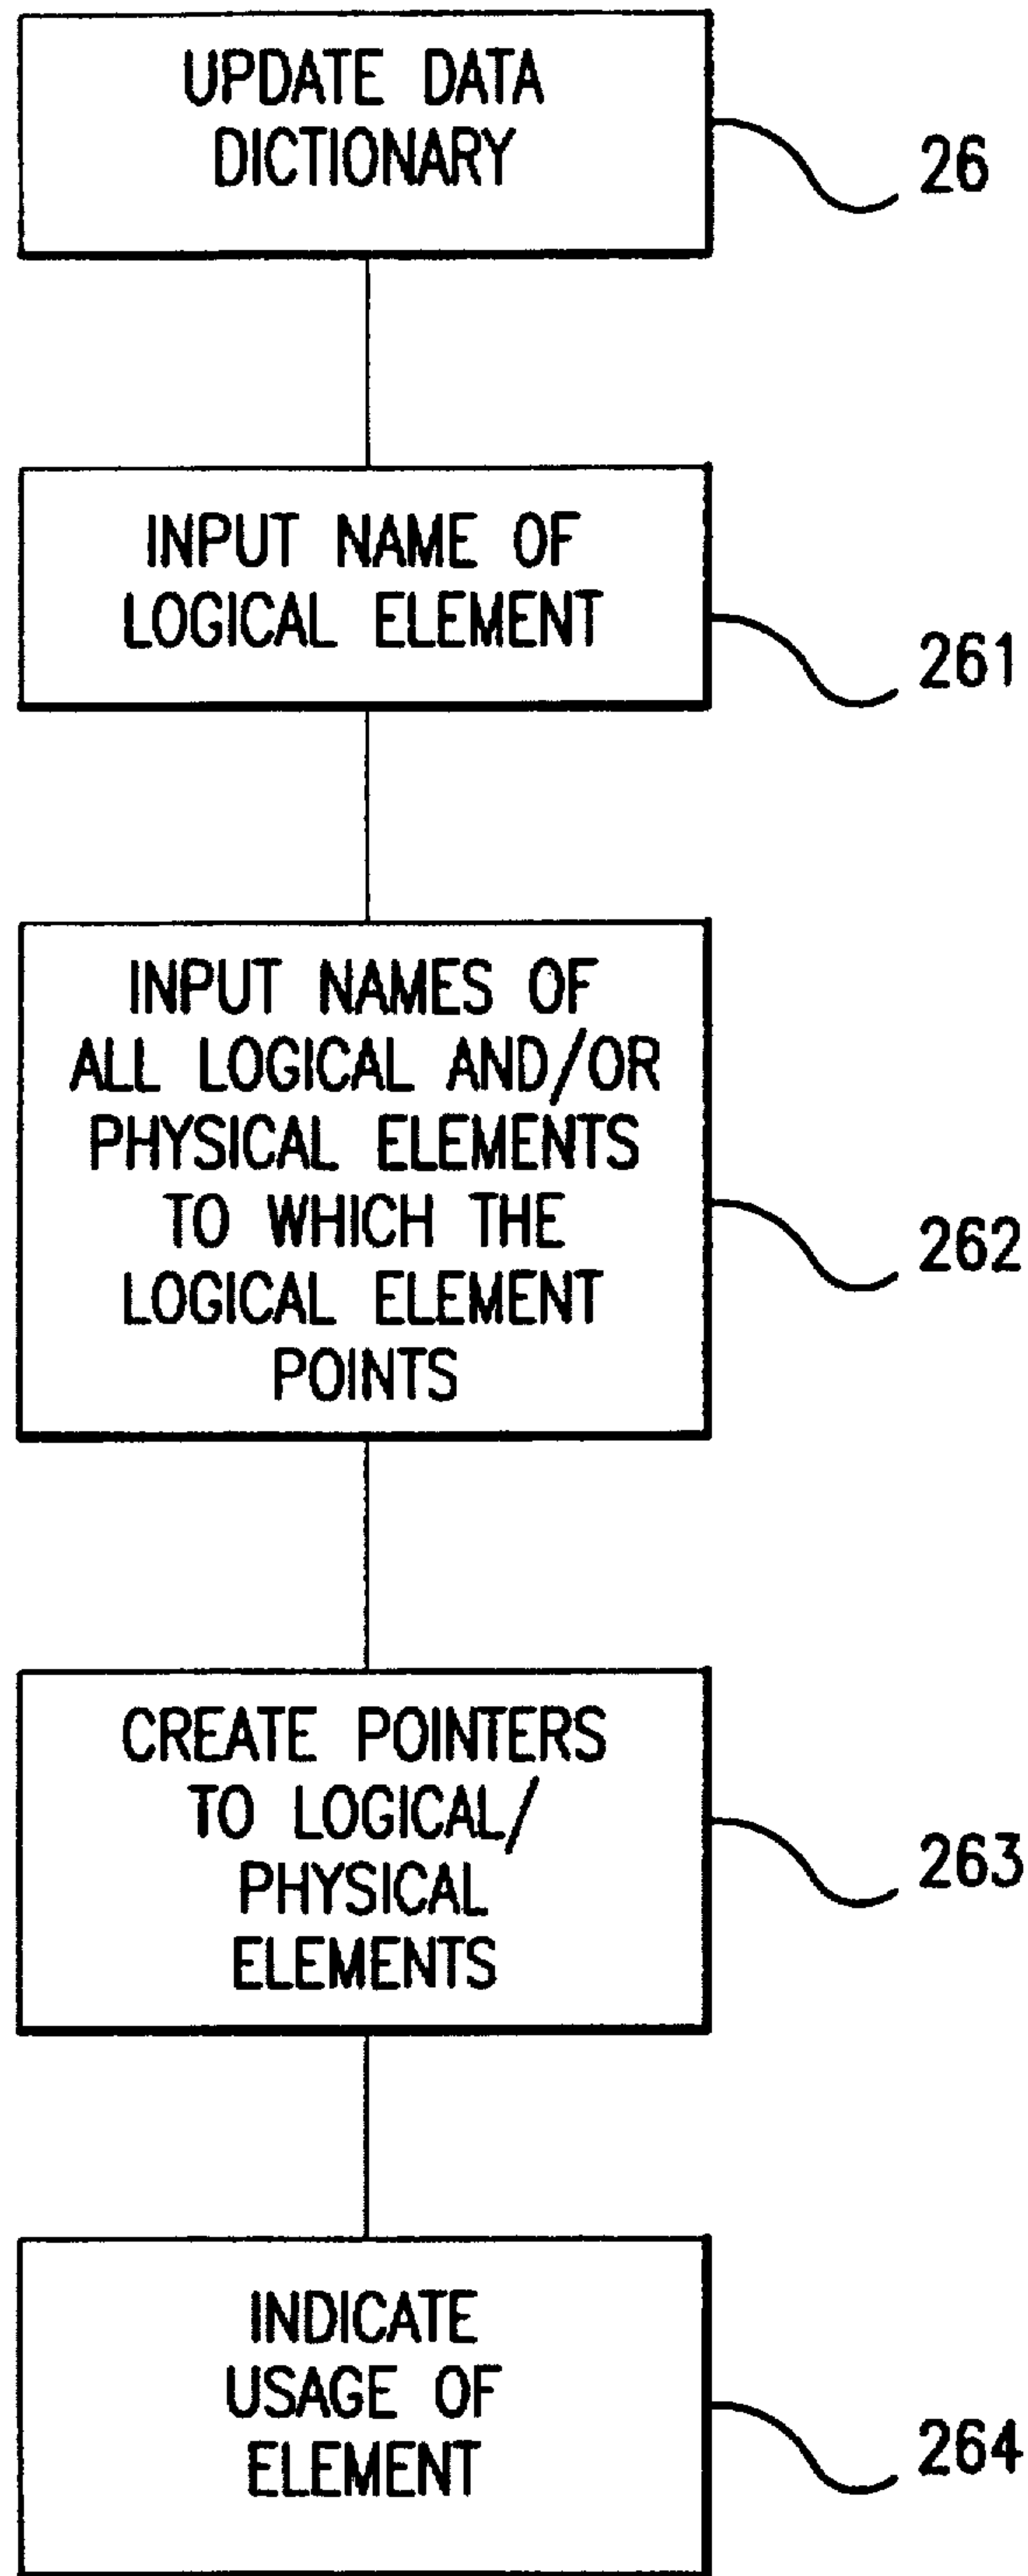 UPDATE DATA
DICTIONARY
26
INPUT NAME OF
LOGICAL ELEMENT
261
INPUT NAMES OF
ALL LOGICAL AND/OR
PHYSICAL ELEMENTS
TO WHICH THE
LOGICAL ELEMENT
POINTS
262
CREATE POINTERS
TO LOGICAL/
PHYSICAL
ELEMENTS
263
INDICATE
USAGE OF
ELEMENT
264